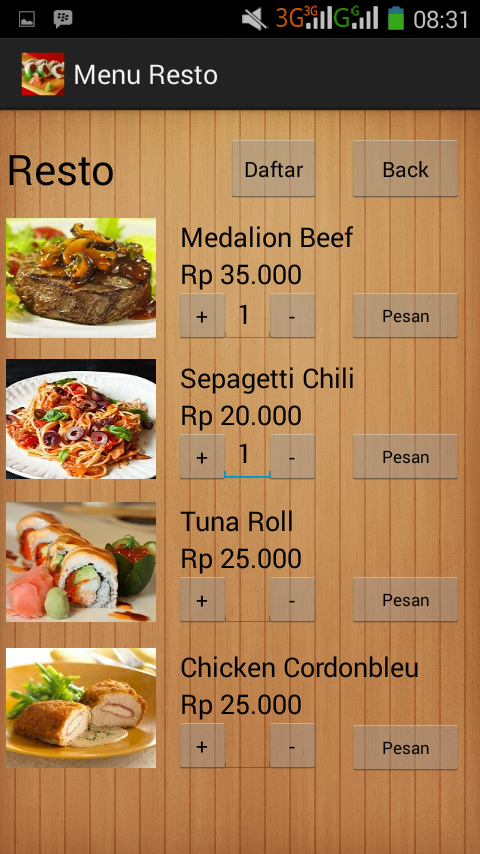 3G 3G G G 08:31
Menu Resto
Resto Daftar Back
Medalion Beef
Rp 35.000
+ 1 - Pesan
Sepagetti Chili
Rp 20.000
+ 1 - Pesan
Tuna Roll
Rp 25.000
+ - Pesan
Chicken Cordonbleu
Rp 25.000
+ - Pesan